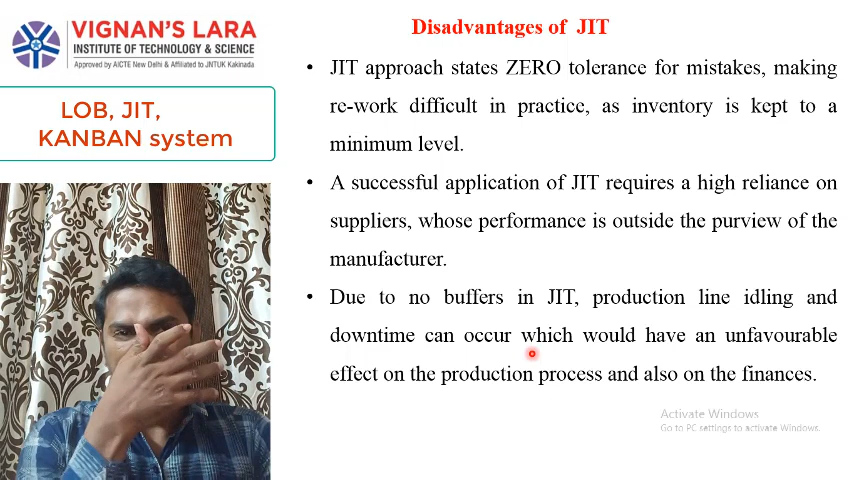 VIGNAN'S LARA
INSTITUTE OF TECHNOLOGY & SCIENCE
Approved by AICTE New Delhi & Affiliated to JNTUK Kakinada
LOB, JIT,
KANBAN system
Disadvantages of JIT
• JIT approach states ZERO tolerance for mistakes, making
re-work difficult in practice, as inventory is kept to a
minimum level.
• A successful application of JIT requires a high reliance on
suppliers, whose performance is outside the purview of the
manufacturer.
• Due to no buffers in JIT, production line idling and
downtime can occur which would have an unfavourable
effect on the production process and also on the finances.
Activate Windows
Go to PC settings to activate Windows.